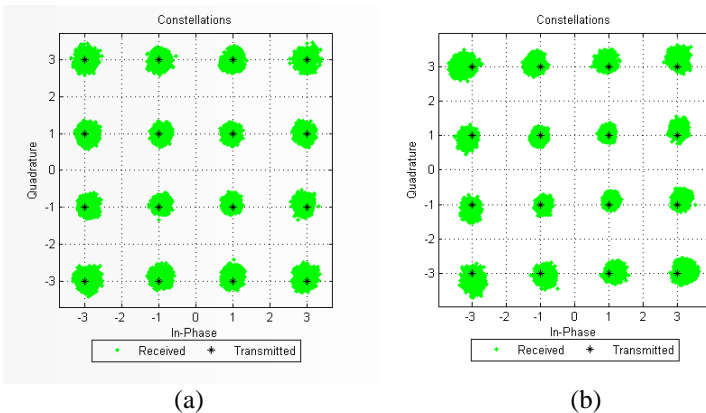 Constellations
3
2
1
0
-1
-2
-3
Quadrature
-3 -2 -1 0 1 2 3
In-Phase
Received Transmitted
(a)
Constellations
3
2
1
0
-1
-2
-3
Quadrature
-3 -2 -1 0 1 2 3
In-Phase
Received Transmitted
(b)